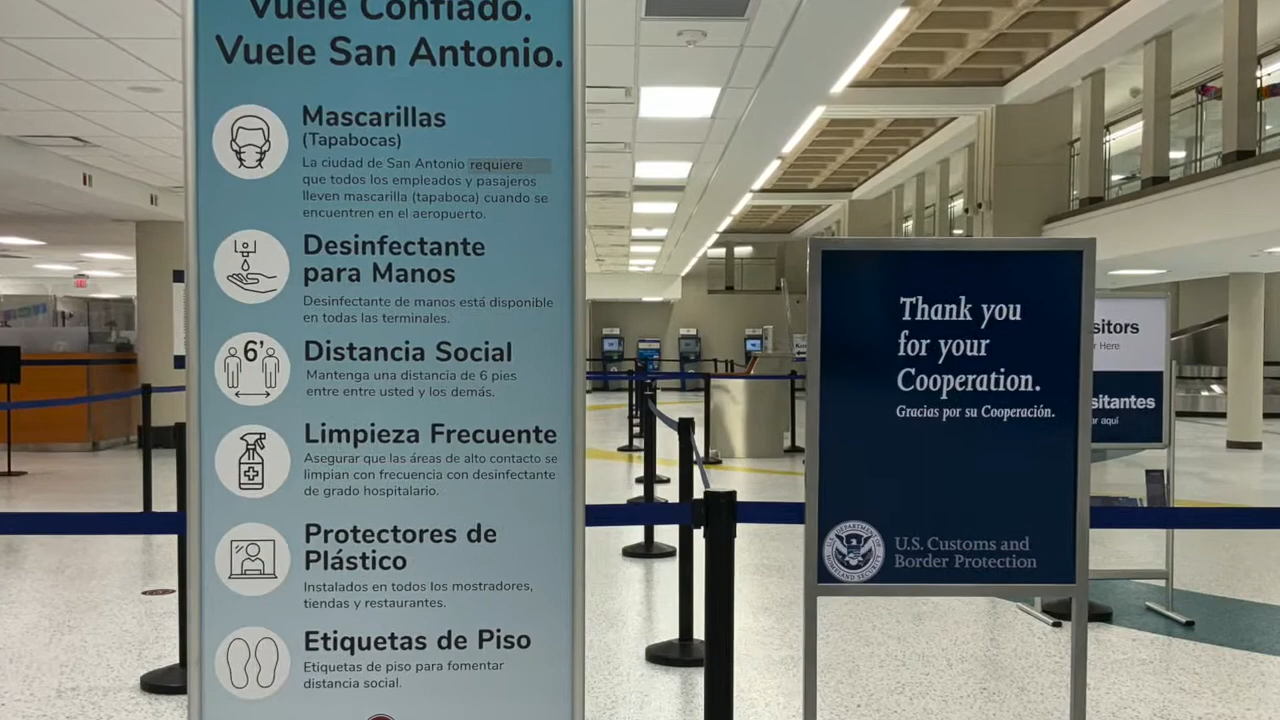 Vuele Confiado.
Vuele San Antonio.
Mascarillas
(Tapabocas)
La ciudad de San Antonio requiere
que todos los empleados y pasajeros
lleven mascarilla (tapaboca) cuando se
encuentren en el aeropuerto.
Desinfectante
para Manos
Desinfectante de manos está disponible
en todas las terminales.
6'
Distancia Social
Mantenga una distancia de 6 pies
entre entre usted y los demás.
Limpieza Frecuente
Asegurar que las áreas de alto contacto se
limpian con frecuencia con desinfectante
de grado hospitalario.
Protectores de
Plástico
Instalados en todos los mostradores,
tiendas y restaurantes.
Etiquetas de Piso
Etiquetas de piso para fomentar
distancia social.
Thank you
for your
Cooperation.
Gracias por su Cooperación.
U.S. Customs and
Border Protection
sitors
Here
sitantes
ar aquí